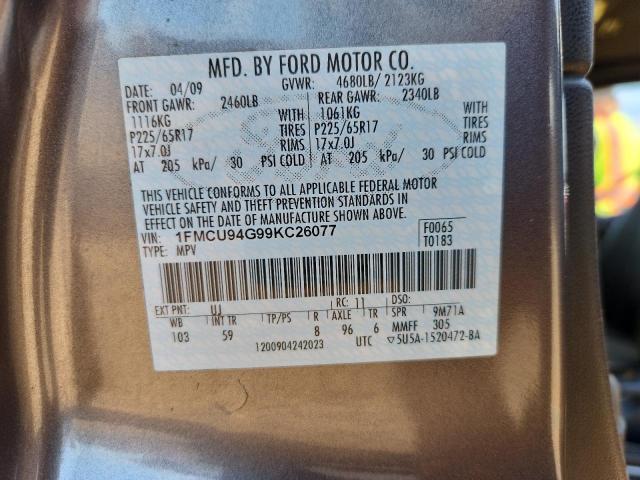 MFD. BY FORD MOTOR CO.
DATE: 04/09 GVWR: 4680LB/ 2123KG
FRONT GAWR: 2460LB REAR GAWR: 2340LB
1116KG WITH 1061KG WITH
P225/65R17 TIRES P225/65R17 TIRES
17x7.0J RIMS 17x7.0J RIMS
AT 205 kPa/ 30 PSI COLD AT 205 kPa/ 30 PSI COLD
THIS VEHICLE CONFORMS TO ALL APPLICABLE FEDERAL MOTOR
VEHICLE SAFETY AND THEFT PREVENTION STANDARDS IN
EFFECT ON THE DATE OF MANUFACTURE SHOWN ABOVE.
VIN: 1FMCU94G99KC26077 F0065
TYPE: MPV T0183
EXT PNT: UJ RC: 11 DSO:
WB INT TR TP/PS R AXLE TR SPR 9M71A
103 59 8 96 6 MMFF 305
1200904242023 UTC ▽5U5A-1520472-BA